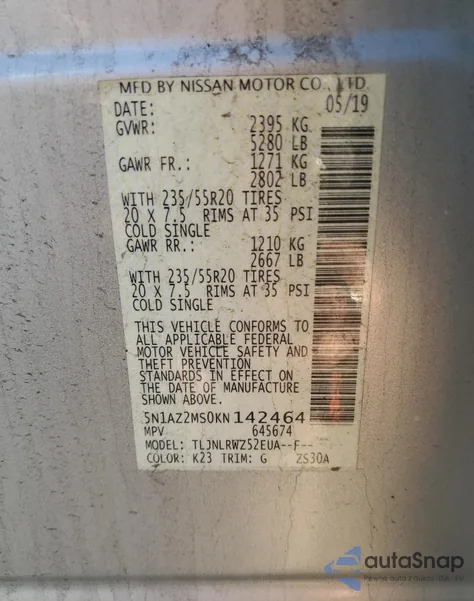 MFD BY NISSAN MOTOR CO., LTD.
DATE: 05/19
GVWR: 2395 KG
5280 LB
GAWR FR.: 1271 KG
2802 LB
WITH 235/55R20 TIRES
20 X 7.5 RIMS AT 35 PSI
COLD SINGLE
GAWR RR.: 1210 KG
2667 LB
WITH 235/55R20 TIRES
20 X 7.5 RIMS AT 35 PSI
COLD SINGLE
THIS VEHICLE CONFORMS TO
ALL APPLICABLE FEDERAL
MOTOR VEHICLE SAFETY AND
THEFT PREVENTION
STANDARDS IN EFFECT ON
THE DATE OF MANUFACTURE
SHOWN ABOVE.
5N1AZ2MS0KN142464
MPV 645674
MODEL: TLJNLRWZ52EUA--F--
COLOR: K23 TRIM: G ZS30A
autaSnap